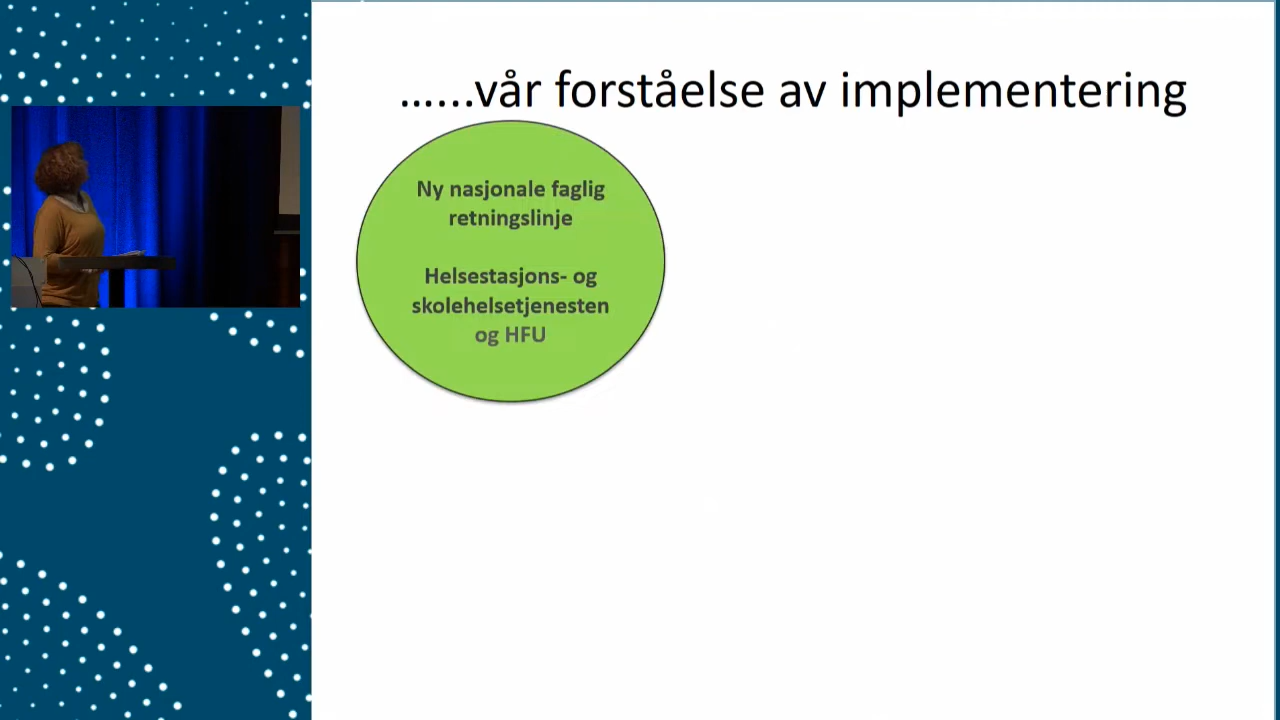 ......vår forståelse av implementering
Ny nasjonale faglig
retningslinje
Helsestasjons- og
skolehelsetjenesten
og HFU